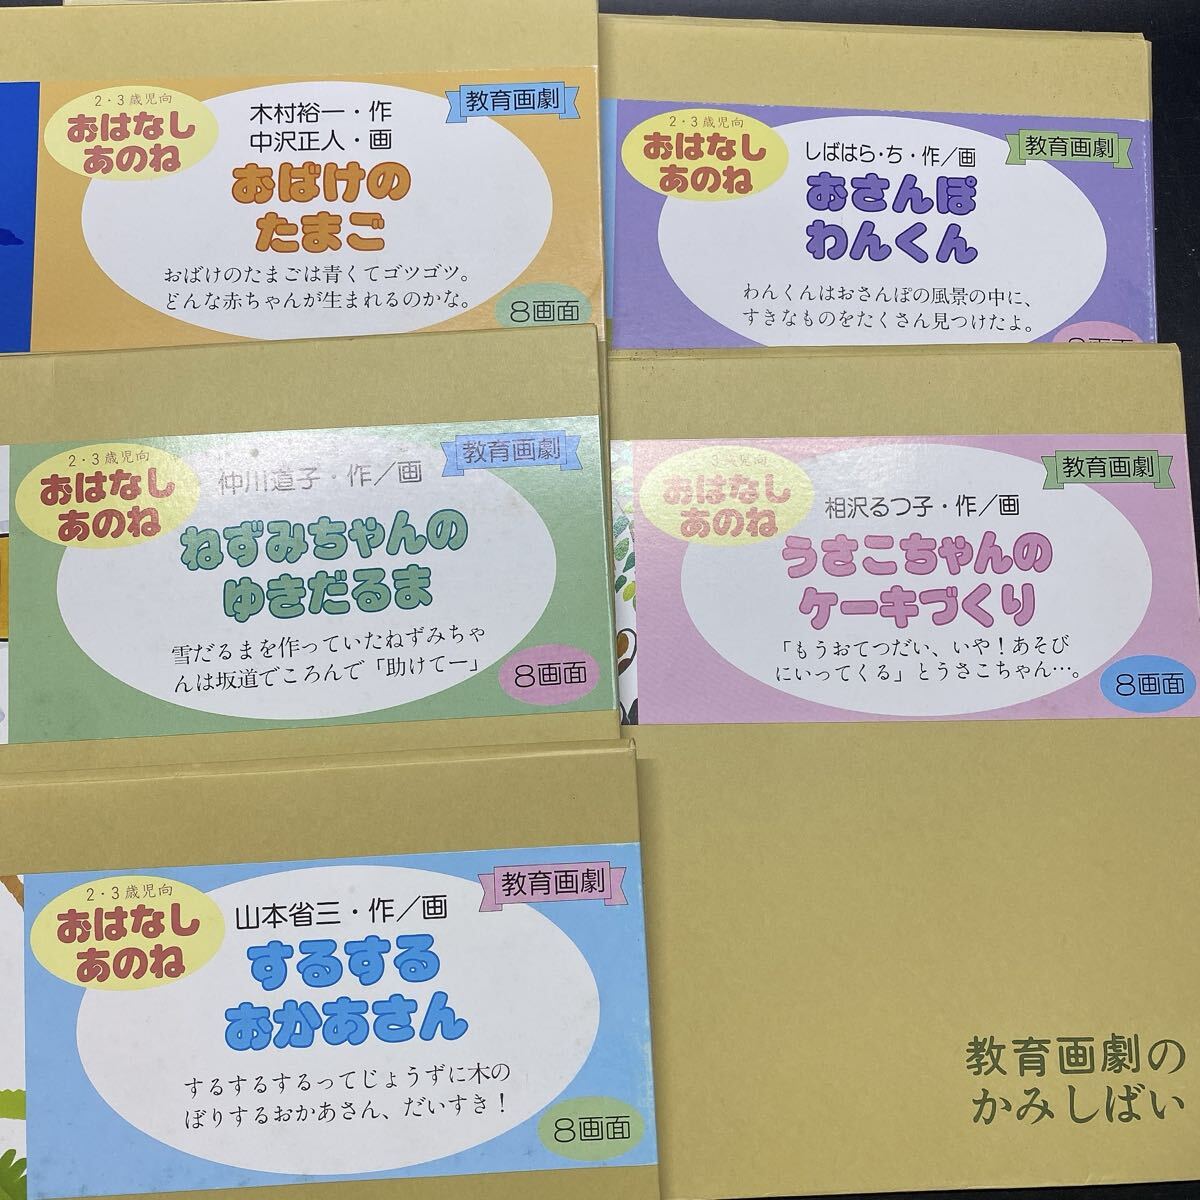 2・3歳児向
おはなし
あのね
木村裕一・作
中沢正人・画
教育画劇
おばけの
たまご
おばけのたまごは青くてゴツゴツ。
どんな赤ちゃんが生まれるのかな。
8画面
2・3歳児向
おはなし
あのね
しばはら・ち・作／画
教育画劇
おさんぽ
わんくん
わんくんはおさんぽの風景の中に、
すきなものをたくさん見つけたよ。
8画面
2・3歳児向
おはなし
あのね
仲川道子・作／画
教育画劇
ねずみちゃんの
ゆきだるま
雪だるまを作っていたねずみちゃ
んは坂道でころんで「助けてー」
8画面
3歳児向
おはなし
あのね
相沢るつ子・作／画
教育画劇
うさこちゃんの
ケーキづくり
「もうおてつだい、いや！あそび
にいってくる」とうさこちゃん…。
8画面
2・3歳児向
おはなし
あのね
山本省三・作／画
教育画劇
するする
おかあさん
するするするってじょうずに木の
ぼりするおかあさん、だいすき！
8画面
教育画劇の
かみしばい